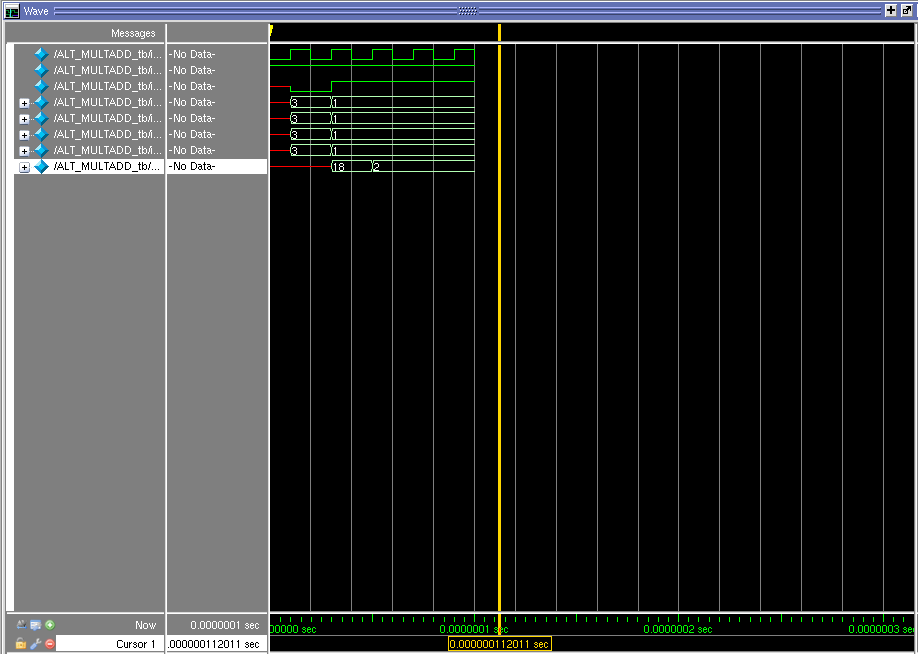 Wave
Messages
/ALT_MULTADD_tb/i... -No Data-
/ALT_MULTADD_tb/i... -No Data-
/ALT_MULTADD_tb/i... -No Data-
/ALT_MULTADD_tb/i... -No Data- 3 1
/ALT_MULTADD_tb/i... -No Data- 3 1
/ALT_MULTADD_tb/i... -No Data- 3 1
/ALT_MULTADD_tb/i... -No Data- 3 1
/ALT_MULTADD_tb/... -No Data- 18 2
Now 0.0000001 sec 00000 sec 0.0000001 sec 0.0000002 sec 0.0000003 se
Cursor 1 .000000112011 sec 0.000000112011 sec